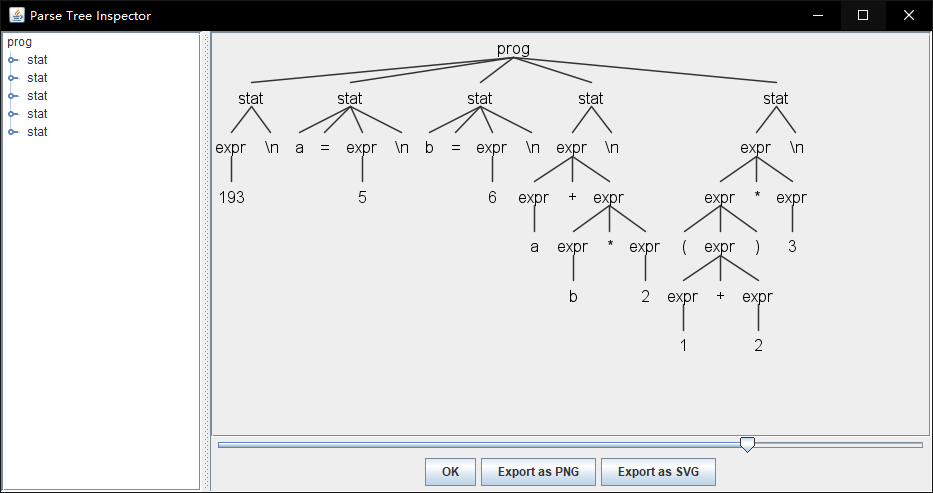 Parse Tree Inspector
prog
stat
stat
stat
stat
stat
prog
stat stat stat stat stat
expr \n a = expr \n b = expr \n expr \n expr \n
193 5 6 expr + expr expr * expr
a expr * expr ( expr ) 3
b 2 expr + expr
1 2
OK Export as PNG Export as SVG